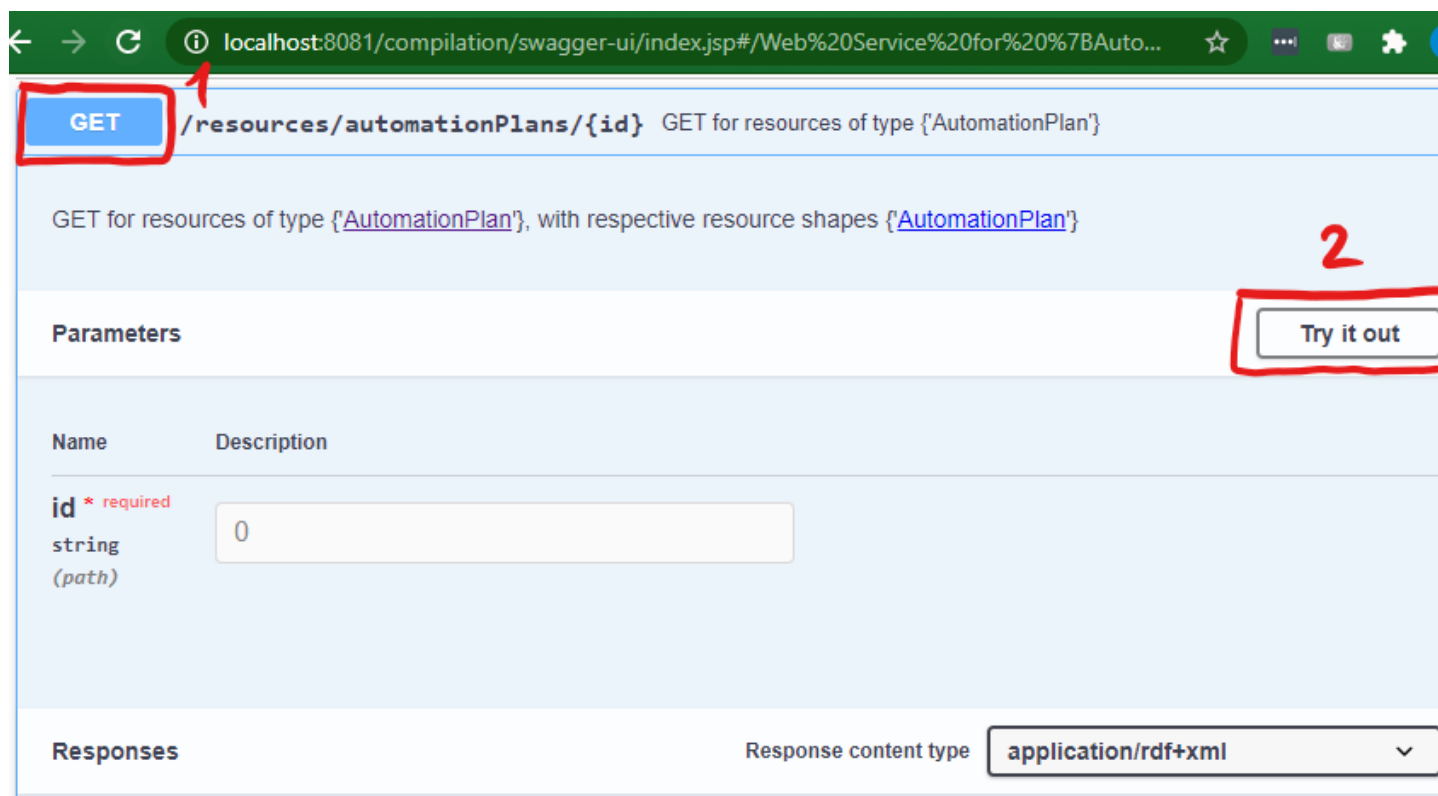 localhost:8081/compilation/swagger-ui/index.jsp#/Web%20Service%20for%20%7BAuto...
1
GET /resources/automationPlans/{id} GET for resources of type {'AutomationPlan'}
GET for resources of type {'AutomationPlan'}, with respective resource shapes {'AutomationPlan'}
2
Parameters Try it out
Name Description
id * required
string
(path)
0
Responses Response content type application/rdf+xml